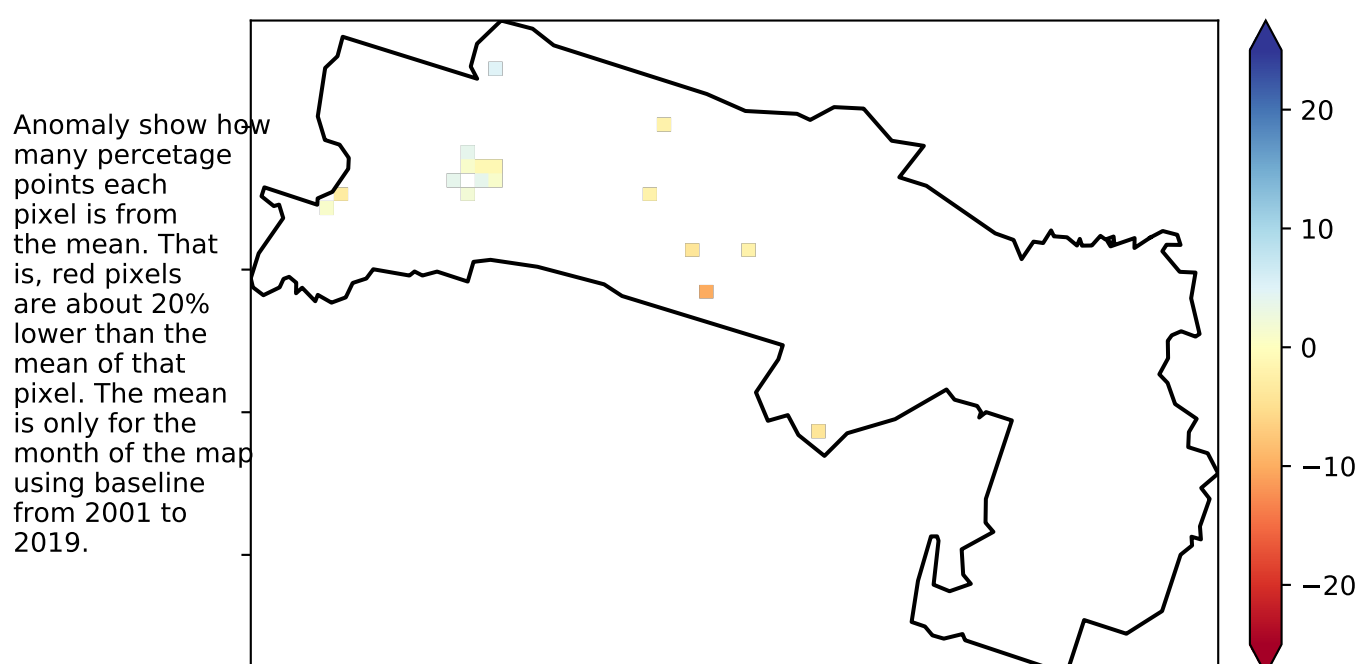 Anomaly show how
many percetage
points each
pixel is from
the mean. That
is, red pixels
are about 20%
lower than the
mean of that
pixel. The mean
is only for the
month of the map
using baseline
from 2001 to
2019.
20
10
0
−10
−20